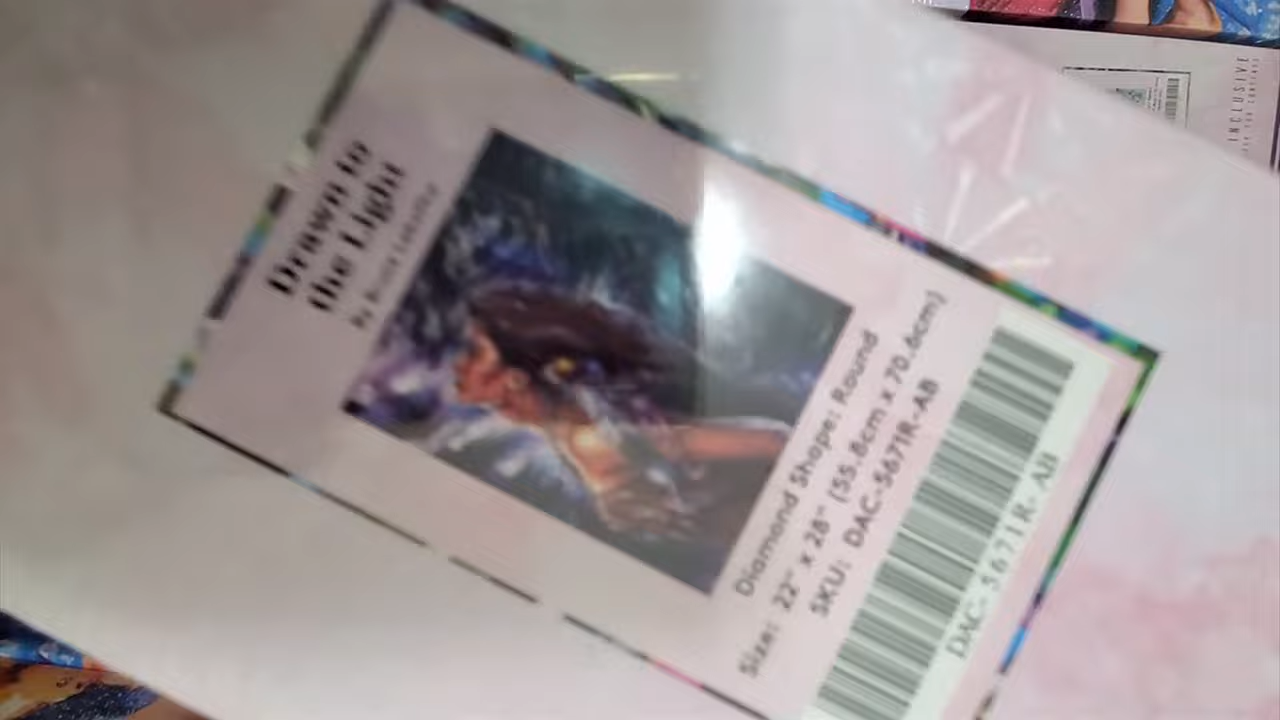 Drawn to
the Light
By
Diamond Shape: Round
Size: 22" x 28" (55.8cm x 70.6cm)
SKU: DAC-5671R-AB
DAC-5671R-AB
INCLUSIVE